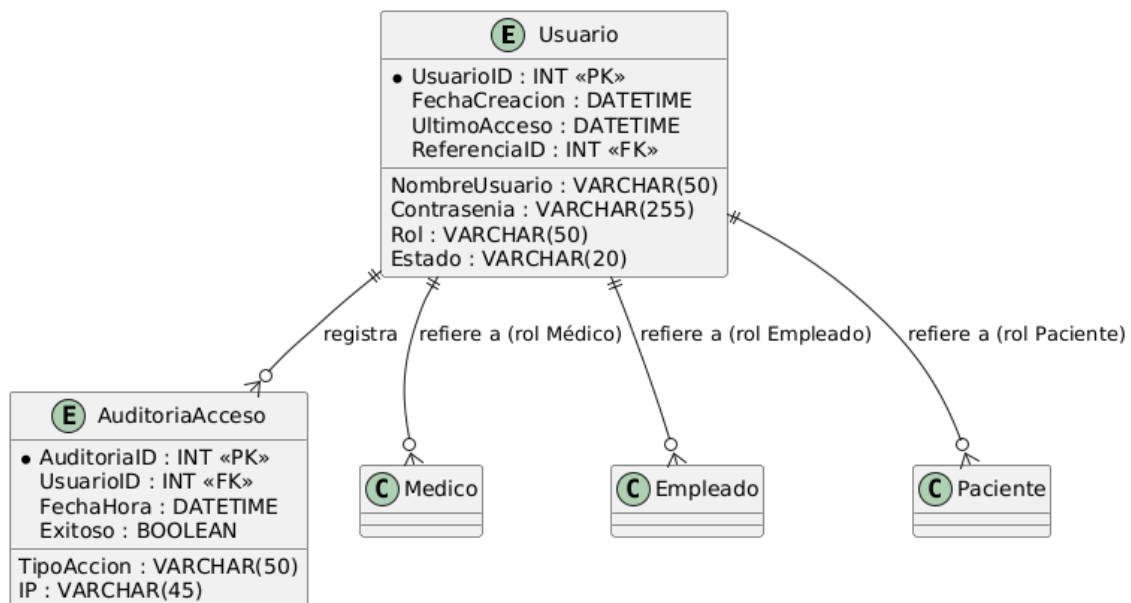 E Usuario
UsuarioID : INT «PK»
FechaCreacion : DATETIME
UltimoAcceso : DATETIME
ReferenciaID : INT «FK»
NombreUsuario : VARCHAR(50)
Contrasenia : VARCHAR(255)
Rol : VARCHAR(50)
Estado : VARCHAR(20)
registra
refiere a (rol Médico)
refiere a (rol Empleado)
refiere a (rol Paciente)
E AuditoriaAcceso
AuditoriaID : INT «PK»
UsuarioID : INT «FK»
FechaHora : DATETIME
Exitoso : BOOLEAN
TipoAccion : VARCHAR(50)
IP : VARCHAR(45)
C Medico
C Empleado
C Paciente